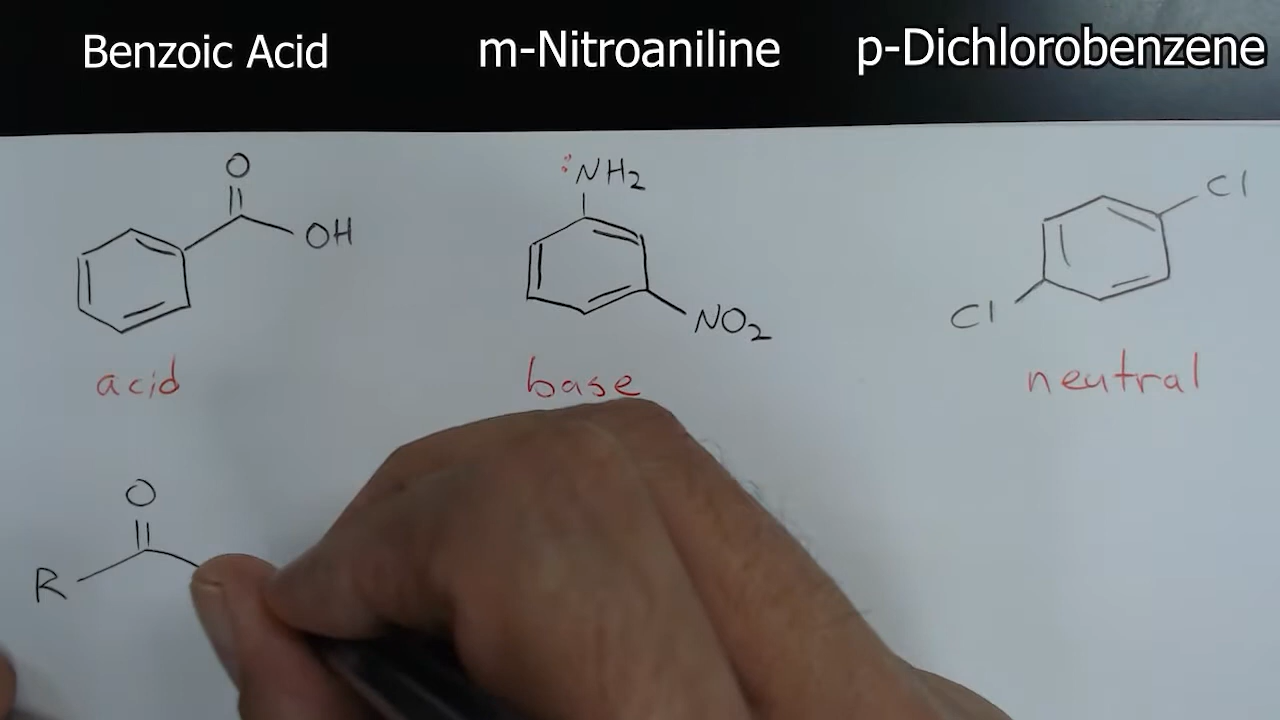 Benzoic Acid
m-Nitroaniline
p-Dichlorobenzene
O
OH
:NH2
NO2
Cl
Cl
acid
base
neutral
O
R